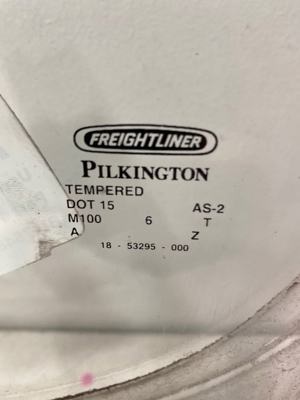 FREIGHTLINER
PILKINGTON
TEMPERED
DOT 15 AS-2
M100 6 T
A Z
18 - 53295 - 000